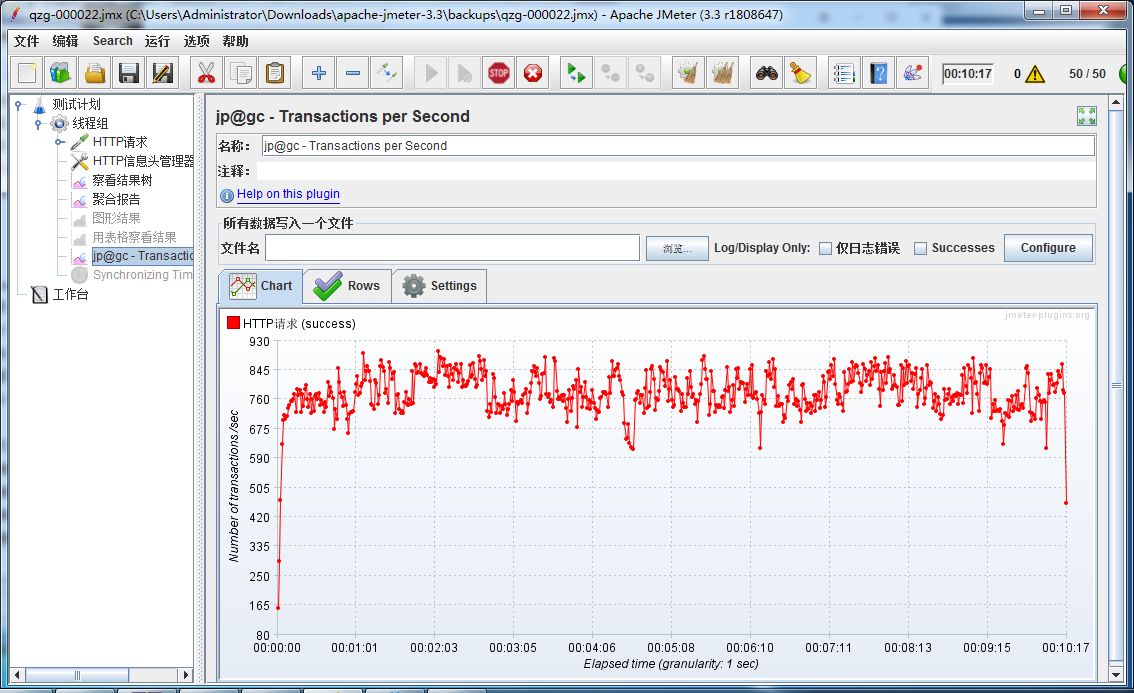 qzg-000022.jmx (C:\Users\Administrator\Downloads\apache-jmeter-3.3\backups\qzg-000022.jmx) - Apache JMeter (3.3 r1808647)
文件 编辑 Search 运行 选项 帮助
STOP 00:10:17 0 50 / 50
测试计划
线程组
HTTP请求
HTTP信息头管理器
察看结果树
聚合报告
图形结果
用表格察看结果
jp@gc - Transactio
Synchronizing Tim
工作台
jp@gc - Transactions per Second
名称: jp@gc - Transactions per Second
注释:
Help on this plugin
所有数据写入一个文件
文件名 浏览... Log/Display Only: 仅日志错误 Successes Configure
Chart Rows Settings
jmeter-plugins.org
HTTP请求 (success)
930
845
760
675
590
505
420
335
250
165
80
Number of transactions /sec
00:00:00 00:01:01 00:02:03 00:03:05 00:04:06 00:05:08 00:06:10 00:07:11 00:08:13 00:09:15 00:10:17
Elapsed time (granularity: 1 sec)